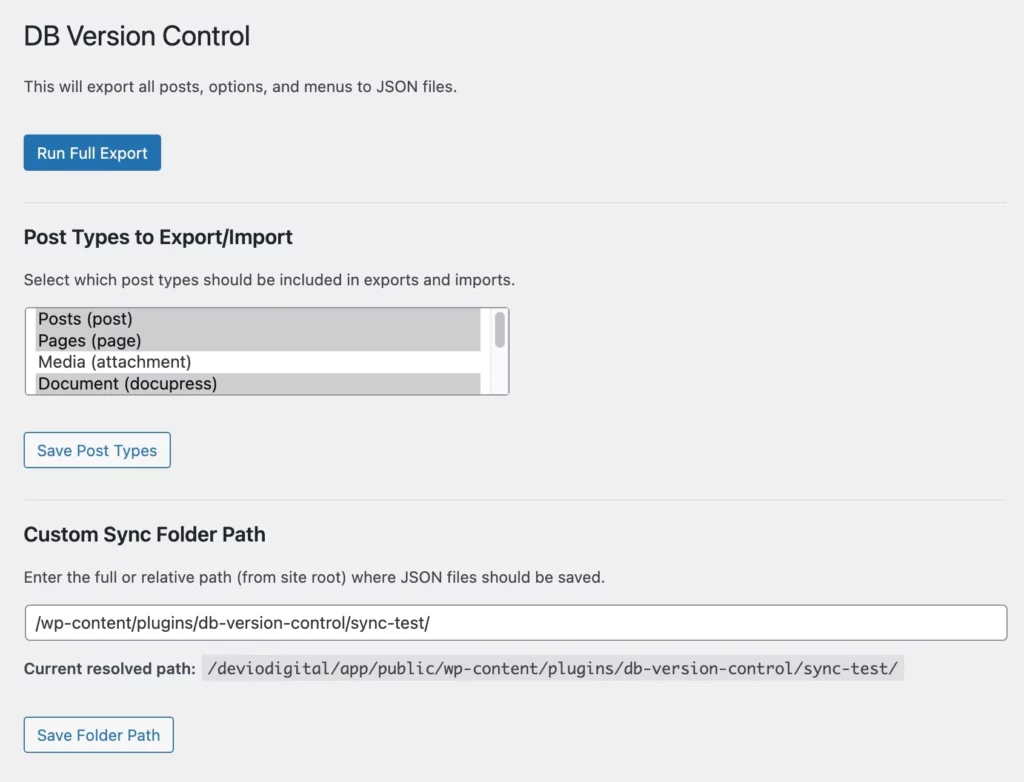 DB Version Control
This will export all posts, options, and menus to JSON files.
Run Full Export
Post Types to Export/Import
Select which post types should be included in exports and imports.
Posts (post)
Pages (page)
Media (attachment)
Document (docupress)
Save Post Types
Custom Sync Folder Path
Enter the full or relative path (from site root) where JSON files should be saved.
/wp-content/plugins/db-version-control/sync-test/
Current resolved path: /deviodigital/app/public/wp-content/plugins/db-version-control/sync-test/
Save Folder Path